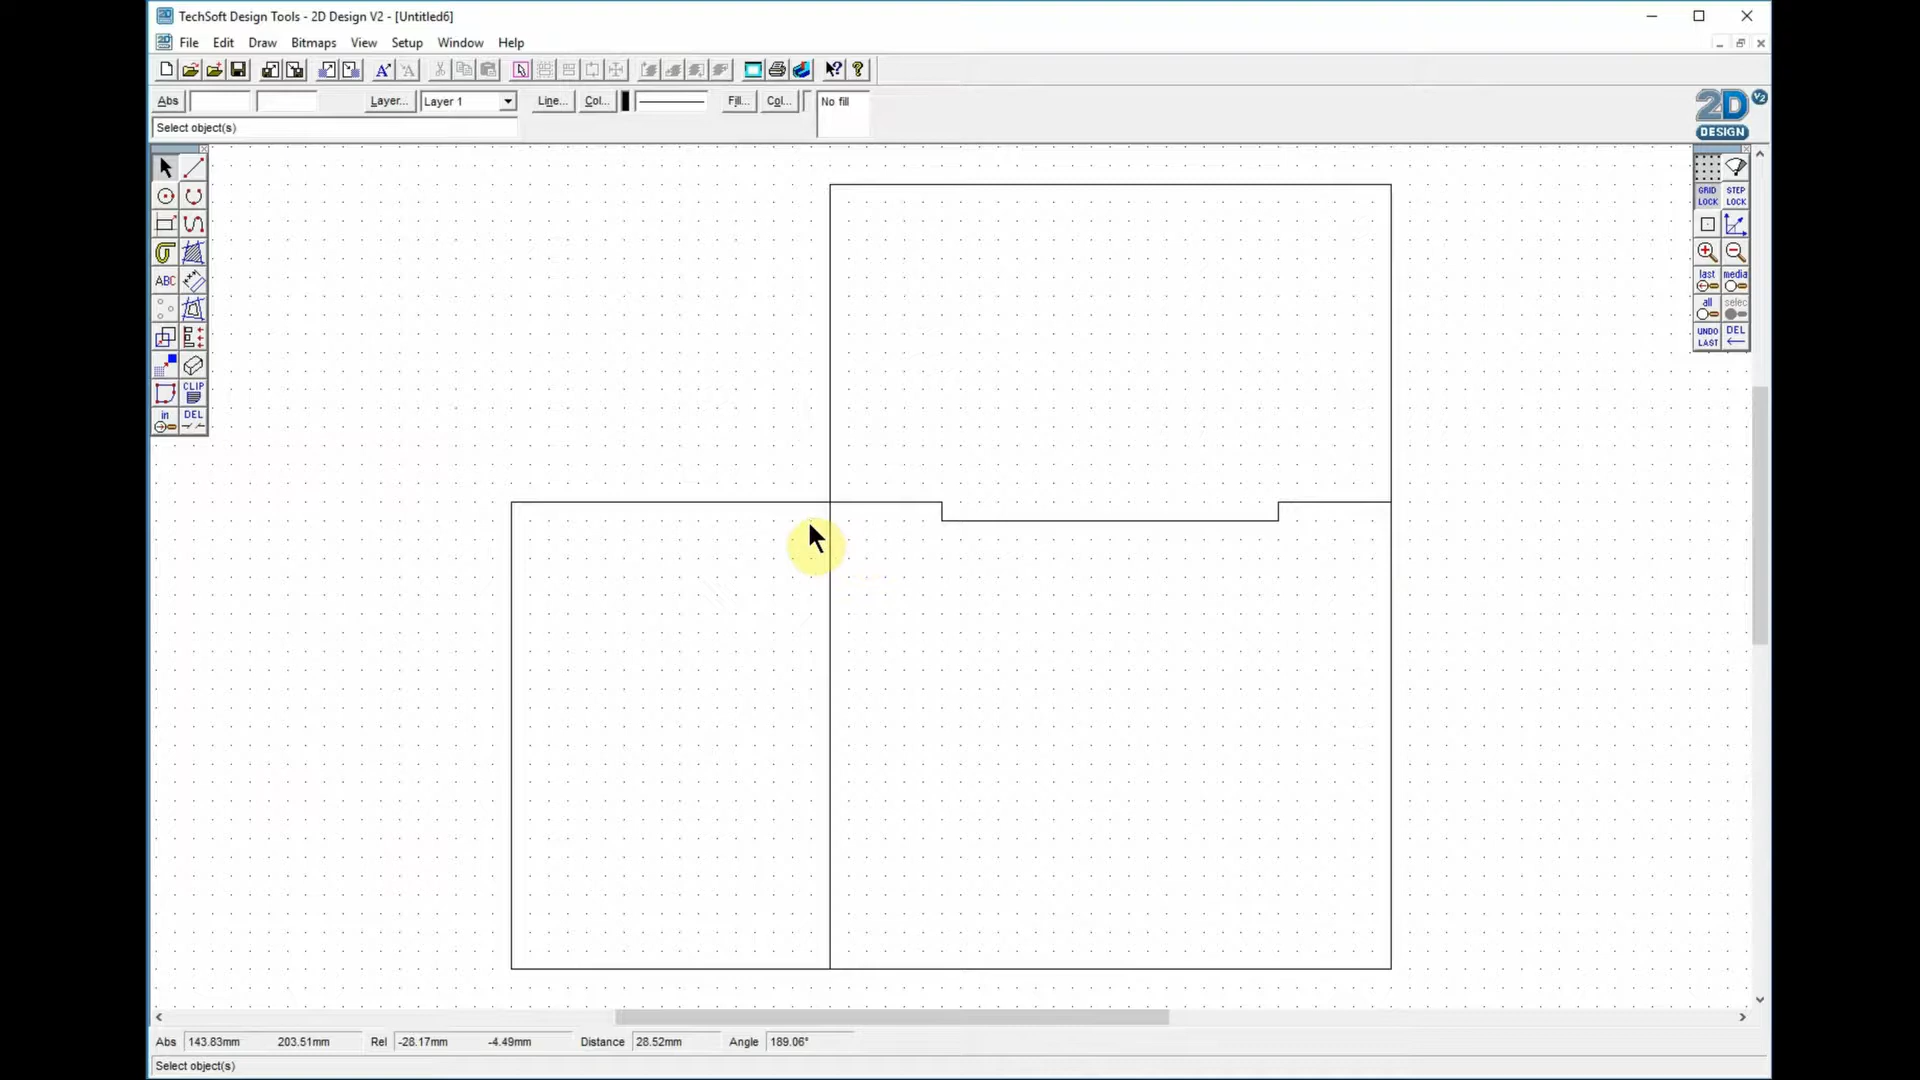 TechSoft Design Tools - 2D Design V2 - [Untitled6]
File Edit Draw Bitmaps View Setup Window Help
Abs Layer... Layer 1 Line... Col... Fill... Col... No fill
2D V2
DESIGN
Select object(s)
GRID LOCK STEP LOCK
ABC
last media
all selec
UNDO LAST DEL
CLIP
in DEL
Abs 143.83mm 203.51mm Rel -28.17mm -4.49mm Distance 28.52mm Angle 189.06°
Select object(s)